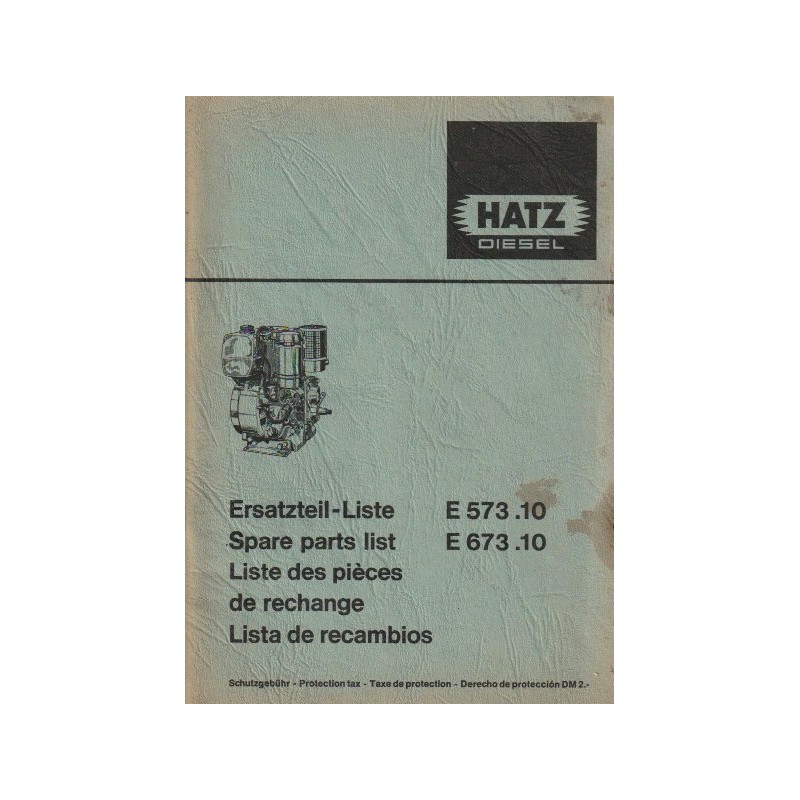 HATZ
DIESEL
Ersatzteil-Liste E 573 .10
Spare parts list E 673 .10
Liste des pièces
de rechange
Lista de recambios
Schutzgebühr - Protection tax - Taxe de protection - Derecho de protección DM 2.-